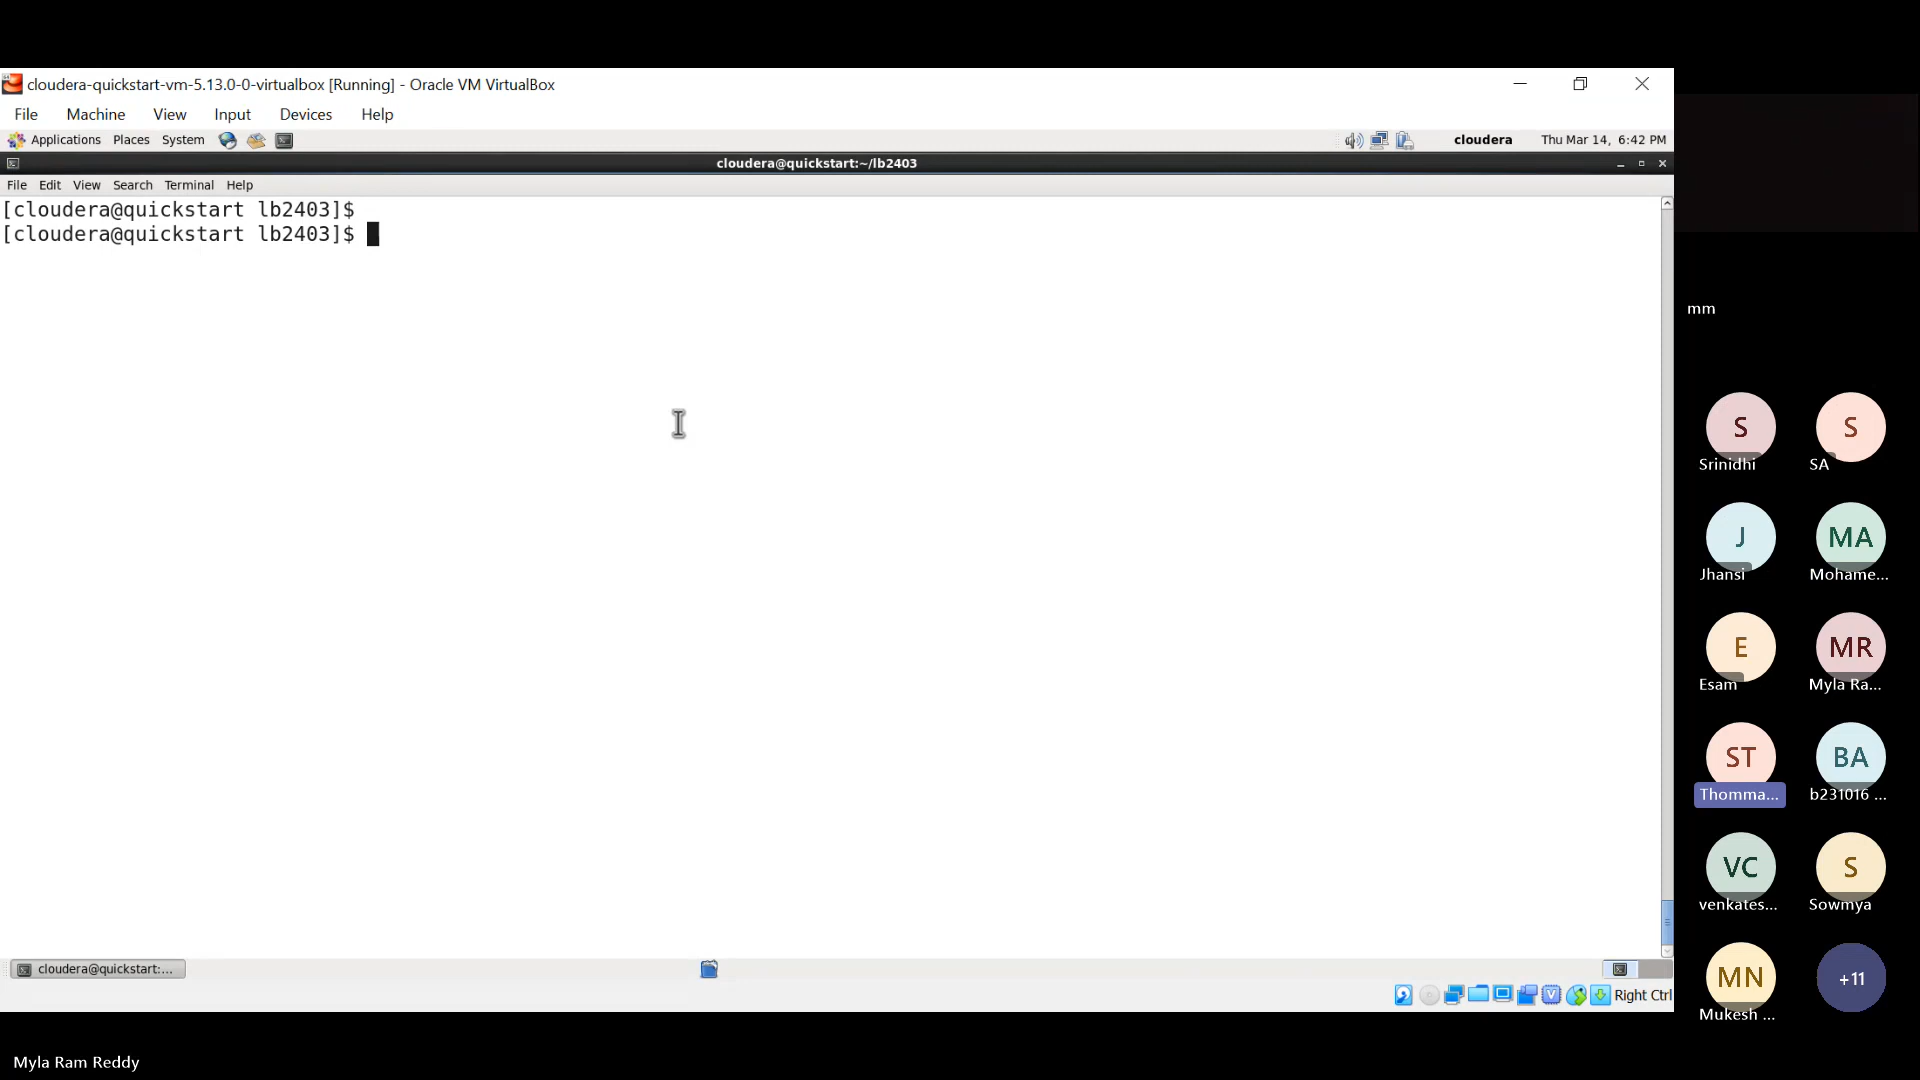 cloudera-quickstart-vm-5.13.0-0-virtualbox [Running] - Oracle VM VirtualBox
File Machine View Input Devices Help
Applications Places System cloudera Thu Mar 14, 6:42 PM
cloudera@quickstart:~/lb2403
File Edit View Search Terminal Help
[cloudera@quickstart lb2403]$
[cloudera@quickstart lb2403]$
cloudera@quickstart:...
Right Ctrl
Myla Ram Reddy
mm
S S
Srinidhi SA
J MA
Jhansi Mohame...
E MR
Esam Myla Ra...
ST BA
Thomma... b231016 ...
VC S
venkates... Sowmya
MN +11
Mukesh ...